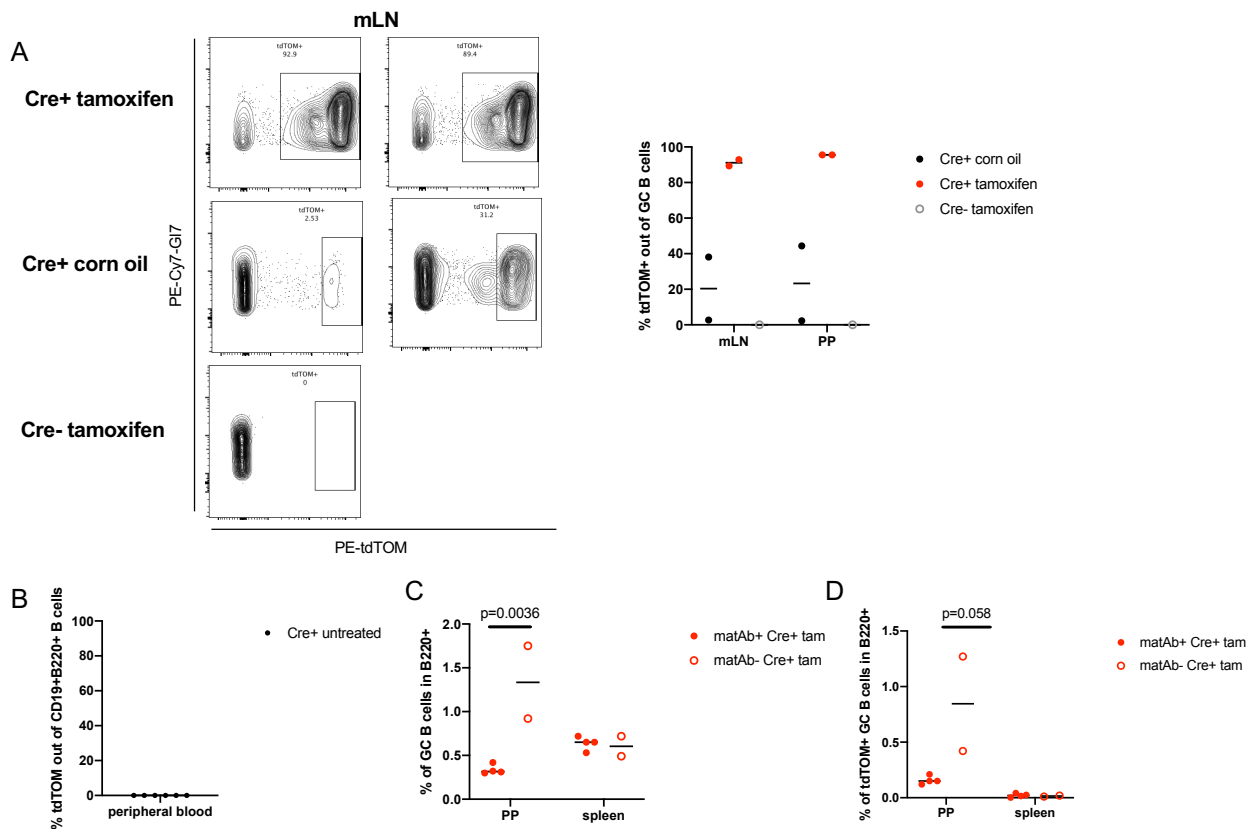 A
mLN
Cre+ tamoxifen
tdTOM+
92.9
tdTOM+
89.4
Cre+ corn oil
tdTOM+
2.53
tdTOM+
31.2
Cre- tamoxifen
tdTOM+
0
PE-Cy7-Gl7
PE-tdTOM
% tdTOM+ out of GC B cells
100
80
60
40
20
0
mLN
PP
Cre+ corn oil
Cre+ tamoxifen
Cre- tamoxifen
B
% tdTOM out of CD19+B220+ B cells
100
80
60
40
20
0
peripheral blood
Cre+ untreated
C
p=0.0036
% of GC B cells in B220+
2.0
1.5
1.0
0.5
0.0
PP
spleen
matAb+ Cre+ tam
matAb- Cre+ tam
D
p=0.058
% of tdTOM+ GC B cells in B220+
1.5
1.0
0.5
0.0
PP
spleen
matAb+ Cre+ tam
matAb- Cre+ tam